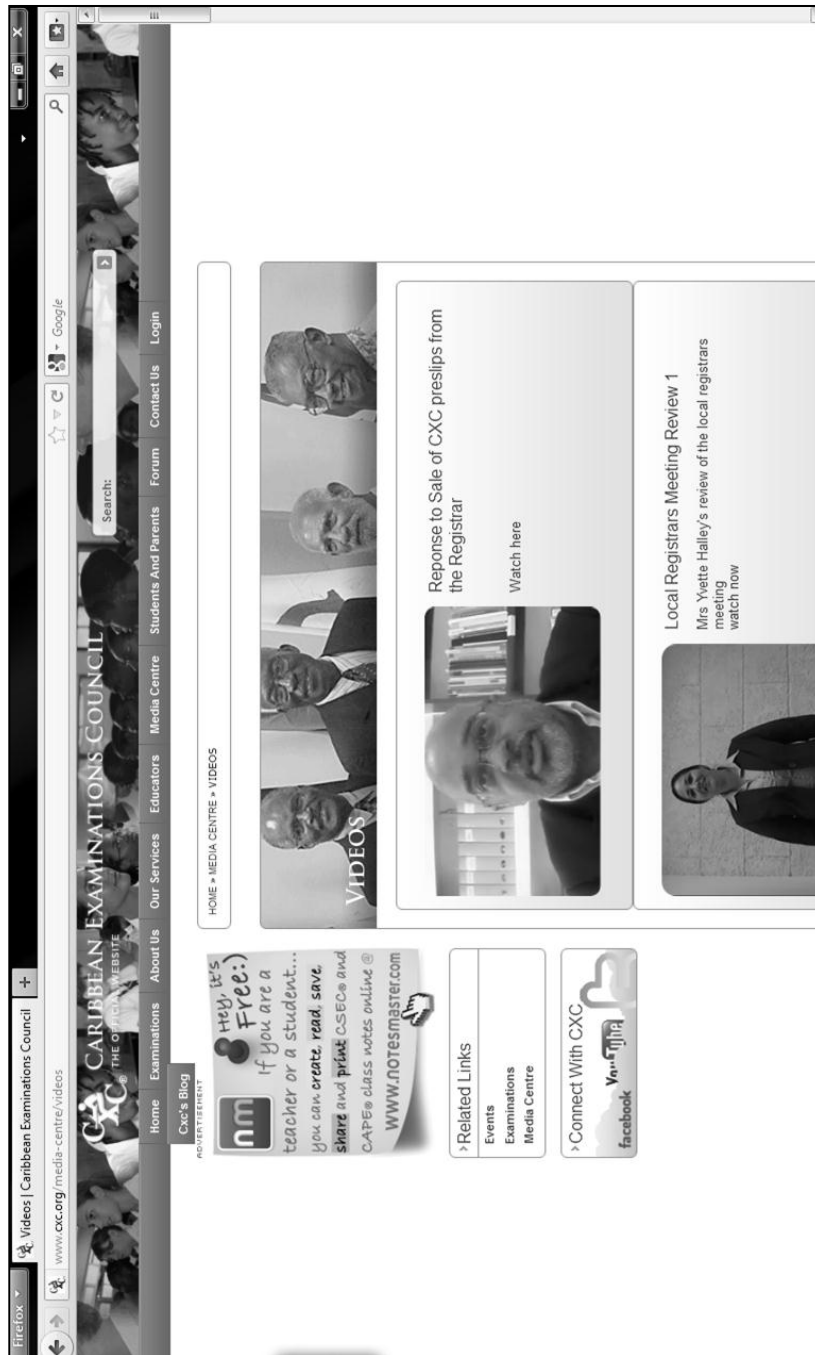 Firefox
Videos | Caribbean Examinations Council
+
www.cxc.org/media-centre/videos
Google
CXC®
CARIBBEAN EXAMINATIONS COUNCIL
THE OFFICIAL WEBSITE
Search:
Home
Examinations
About Us
Our Services
Educators
Media Centre
Students And Parents
Forum
Contact Us
Login
Cxc's Blog
ADVERTISEMENT
nm
Hey, it's
Free:)
If you are a
teacher or a student...
you can create, read, save,
share and print CSEC® and
CAPE® class notes online @
www.notesmaster.com
>Related Links
Events
Examinations
Media Centre
>Connect With CXC
facebook
HOME » MEDIA CENTRE » VIDEOS
VIDEOS
Reponse to Sale of CXC preslips from
the Registrar
Watch here
Local Registrars Meeting Review 1
Mrs Yvette Halley's review of the local registrars
meeting
watch now